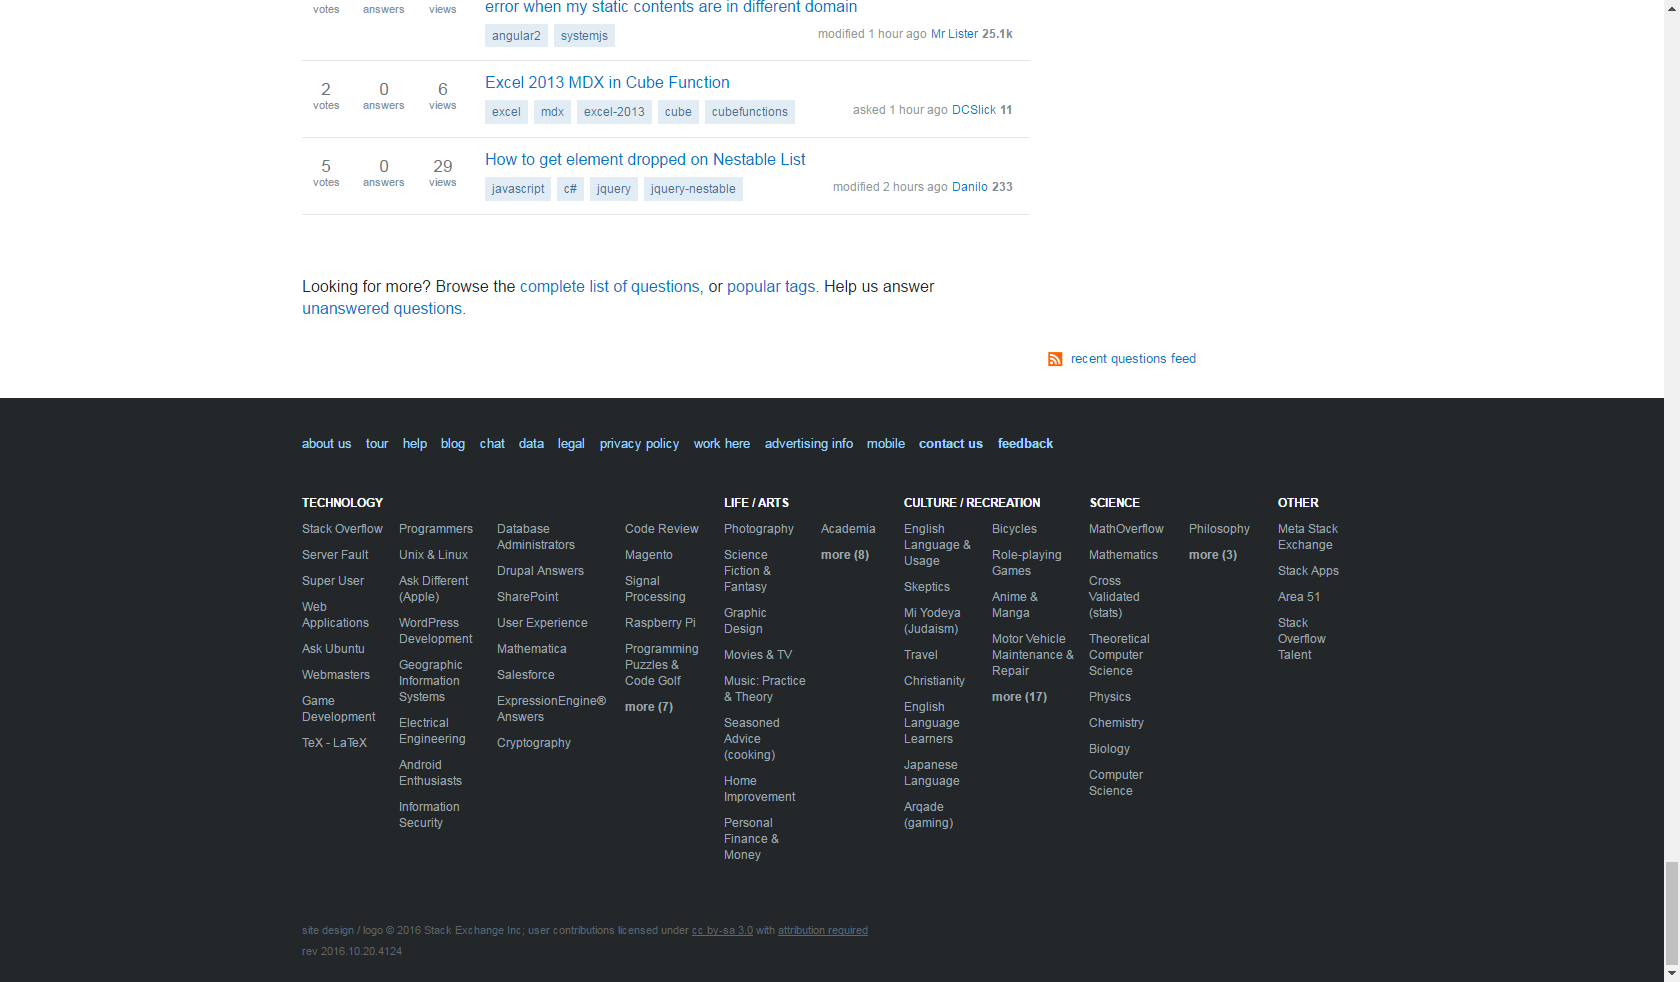 error when my static contents are in different domain
votes answers views
angular2 systemjs
modified 1 hour ago Mr Lister 25.1k
2 votes 0 answers 6 views
Excel 2013 MDX in Cube Function
excel mdx excel-2013 cube cubefunctions
asked 1 hour ago DCSlick 11
5 votes 0 answers 29 views
How to get element dropped on Nestable List
javascript c# jquery jquery-nestable
modified 2 hours ago Danilo 233
Looking for more? Browse the complete list of questions, or popular tags. Help us answer
unanswered questions.
recent questions feed
about us tour help blog chat data legal privacy policy work here advertising info mobile contact us feedback
TECHNOLOGY
Stack Overflow
Server Fault
Super User
Web
Applications
Ask Ubuntu
Webmasters
Game
Development
TeX - LaTeX
Programmers
Unix & Linux
Ask Different
(Apple)
WordPress
Development
Geographic
Information
Systems
Electrical
Engineering
Android
Enthusiasts
Information
Security
Database
Administrators
Drupal Answers
SharePoint
User Experience
Mathematica
Salesforce
ExpressionEngine®
Answers
Cryptography
Code Review
Magento
Signal
Processing
Raspberry Pi
Programming
Puzzles &
Code Golf
more (7)
LIFE / ARTS
Photography
Science
Fiction &
Fantasy
Graphic
Design
Movies & TV
Music: Practice
& Theory
Seasoned
Advice
(cooking)
Home
Improvement
Personal
Finance &
Money
Academia
more (8)
CULTURE / RECREATION
English
Language &
Usage
Skeptics
Mi Yodeya
(Judaism)
Travel
Christianity
English
Language
Learners
Japanese
Language
Arqade
(gaming)
Bicycles
Role-playing
Games
Anime &
Manga
Motor Vehicle
Maintenance &
Repair
more (17)
SCIENCE
MathOverflow
Mathematics
Cross
Validated
(stats)
Theoretical
Computer
Science
Physics
Chemistry
Biology
Computer
Science
Philosophy
more (3)
OTHER
Meta Stack
Exchange
Stack Apps
Area 51
Stack
Overflow
Talent
site design / logo © 2016 Stack Exchange Inc; user contributions licensed under cc by-sa 3.0 with attribution required
rev 2016.10.20.4124